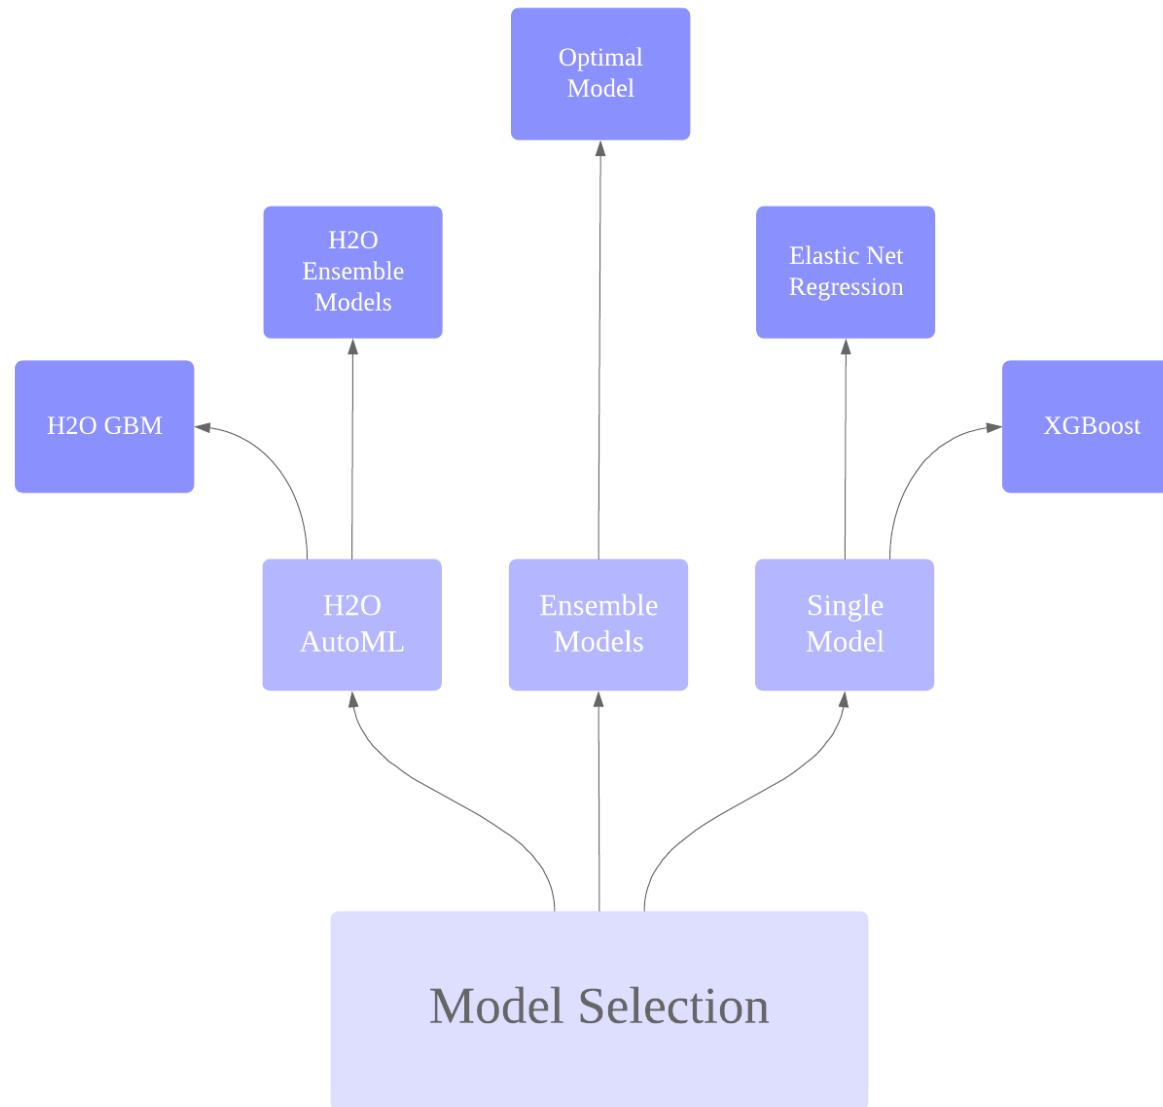 Optimal
Model
H2O
Ensemble
Models
Elastic Net
Regression
H2O GBM
XGBoost
H2O
AutoML
Ensemble
Models
Single
Model
Model Selection